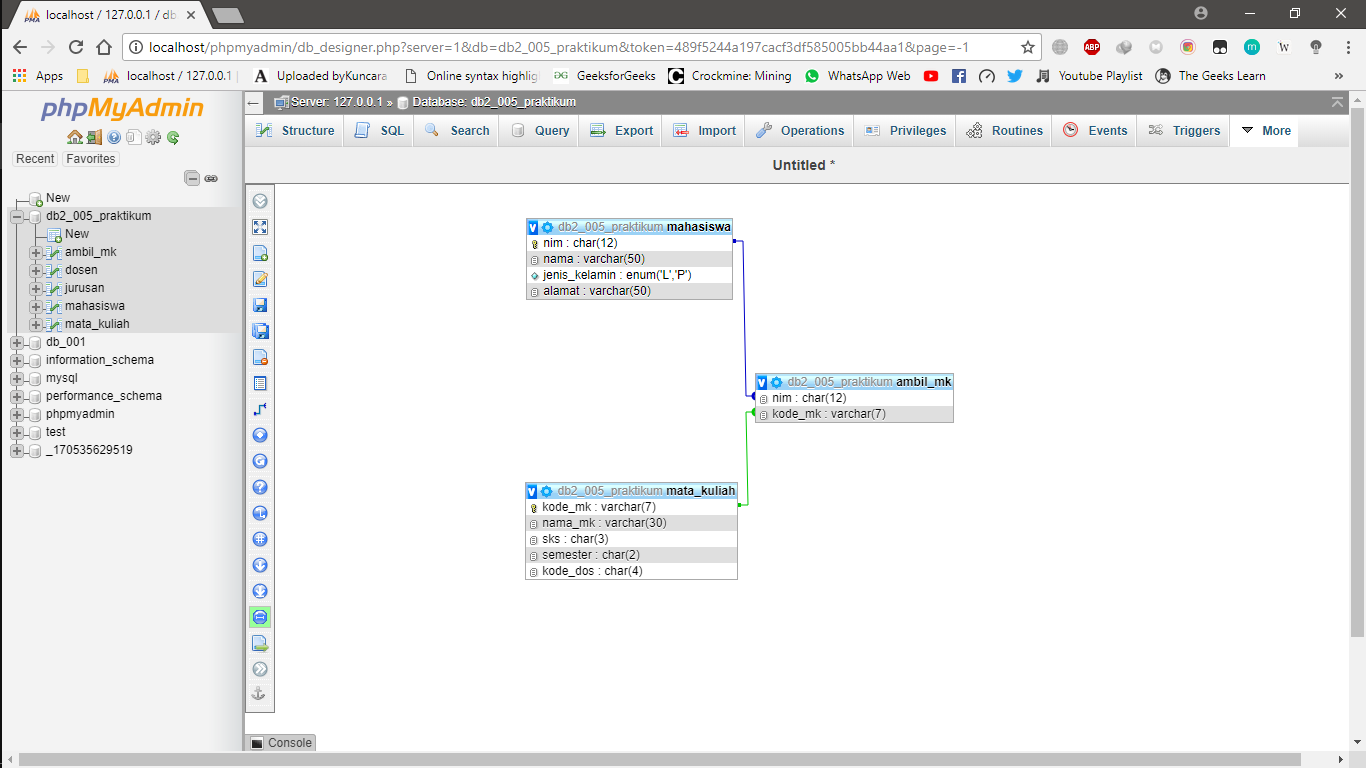 localhost / 127.0.0.1 / db
localhost/phpmyadmin/db_designer.php?server=1&db=db2_005_praktikum&token=489f5244a197cacf3df585005bb44aa1&page=-1
ABP m W
Apps localhost / 127.0.0.1 Uploaded byKuncara Online syntax highlig GeeksforGeeks Crockmine: Mining WhatsApp Web Youtube Playlist The Geeks Learn »
phpMyAdmin
Recent Favorites
New
db2_005_praktikum
New
ambil_mk
dosen
jurusan
mahasiswa
mata_kuliah
db_001
information_schema
mysql
performance_schema
phpmyadmin
test
_170535629519
Server: 127.0.0.1 » Database: db2_005_praktikum
Structure SQL Search Query Export Import Operations Privileges Routines Events Triggers More
Untitled *
V db2_005_praktikum mahasiswa
nim : char(12)
nama : varchar(50)
jenis_kelamin : enum('L','P')
alamat : varchar(50)
V db2_005_praktikum ambil_mk
nim : char(12)
kode_mk : varchar(7)
V db2_005_praktikum mata_kuliah
kode_mk : varchar(7)
nama_mk : varchar(30)
sks : char(3)
semester : char(2)
kode_dos : char(4)
Console